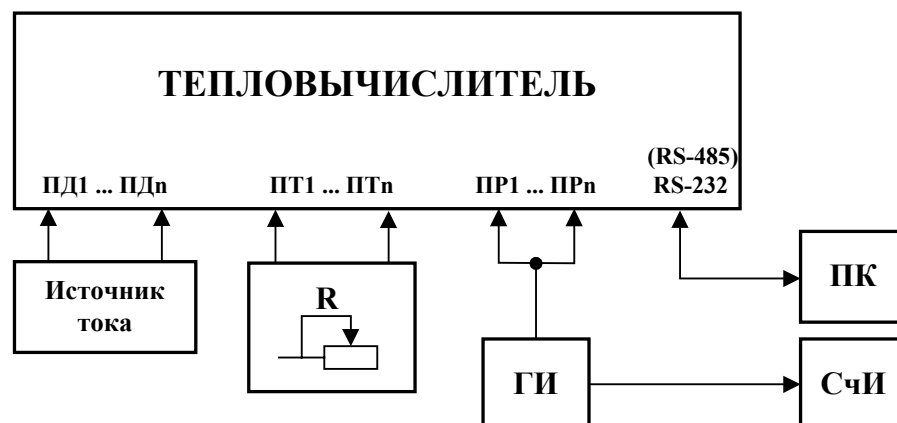 ТЕПЛОВЫЧИСЛИТЕЛЬ
(RS-485)
ПД1 ... ПДn ПТ1 ... ПТn ПР1 ... ПРn RS-232
Источник
тока
R
ПК
ГИ
СчИ